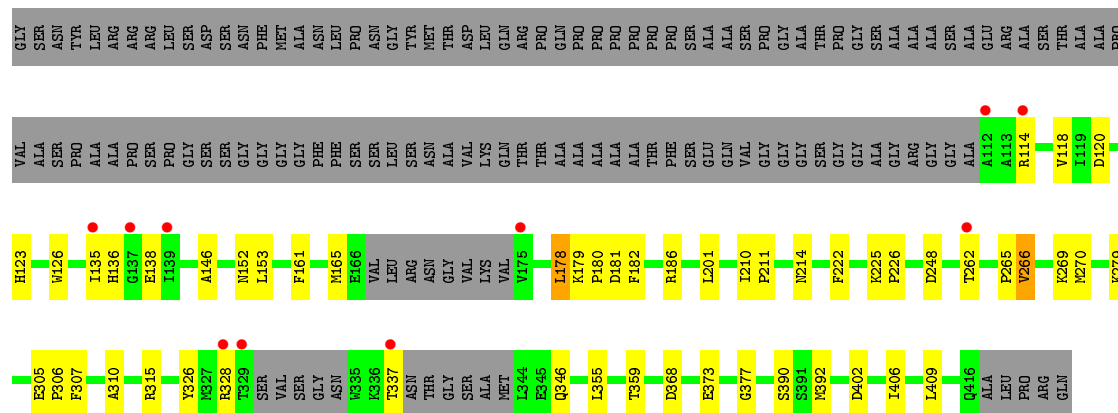 GLY SER ASN TYR LEU ARG ARG ARG LEU SER ASP SER SER ASN PHE MET ALA ASN LEU PRO ASN GLY TYR MET THR ASP LEU GLN ARG PRO GLN PRO PRO PRO PRO PRO PRO PRO SER ALA ALA SER PRO GLY ALA THR PRO GLY SER ALA ALA ALA SER ALA GLU ARG ALA SER THR ALA ALA PRO
VAL ALA SER PRO ALA ALA PRO SER PRO GLY SER SER GLY GLY GLY GLY PHE PHE SER SER LEU SER ASN ALA VAL LYS GLN THR THR ALA ALA ALA ALA ALA ALA THR PHE SER GLU GLN VAL GLY GLY GLY GLY SER GLY GLY ALA GLY ARG GLY GLY ALA A112 A113 R114 V118 I119 D120
H123 W126 I135 H136 G137 E138 I139 A146 N152 L153 F161 M165 E166 VAL LEU ARG ASN GLY VAL LYS VAL V175 L178 K179 P180 D181 F182 R186 L201 I210 P211 N214 F222 K225 P226 D248 T262 P265 V266 K269 M270 K279
E305 P306 F307 A310 R315 Y326 M327 R328 T329 SER VAL SER GLY ASN W335 K336 T337 ASN THR GLY SER ALA MET L344 E345 Q346 L355 T359 D368 E373 G377 S390 S391 M392 D402 I406 L409 Q416 ALA LEU PRO ARG GLN